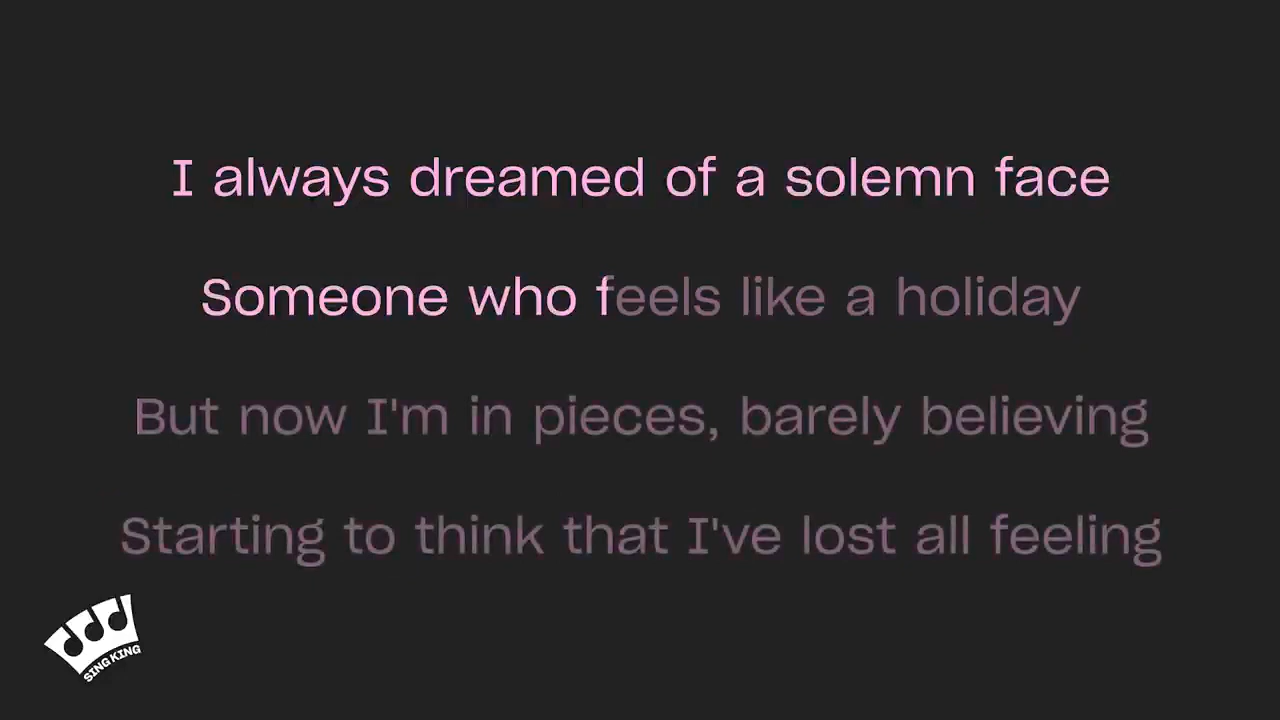 I always dreamed of a solemn face
Someone who feels like a holiday
But now I'm in pieces, barely believing
Starting to think that I've lost all feeling
SING KING